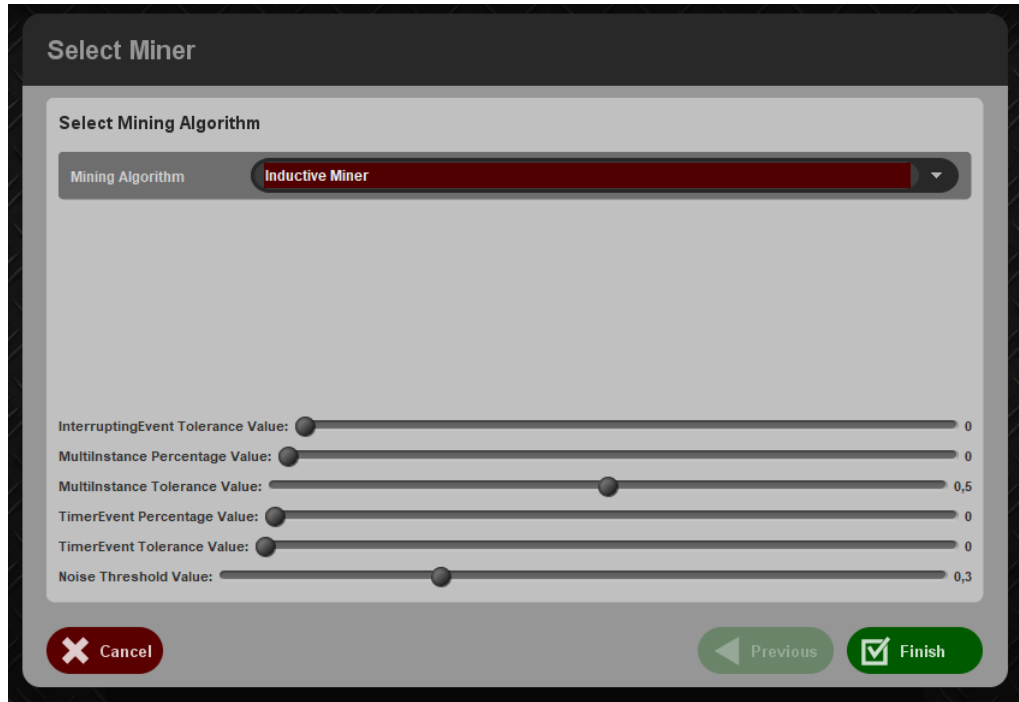 Select Miner
Select Mining Algorithm
Mining Algorithm Inductive Miner
InterruptingEvent Tolerance Value: 0
MultiInstance Percentage Value: 0
MultiInstance Tolerance Value: 0,5
TimerEvent Percentage Value: 0
TimerEvent Tolerance Value: 0
Noise Threshold Value: 0,3
Cancel Previous Finish